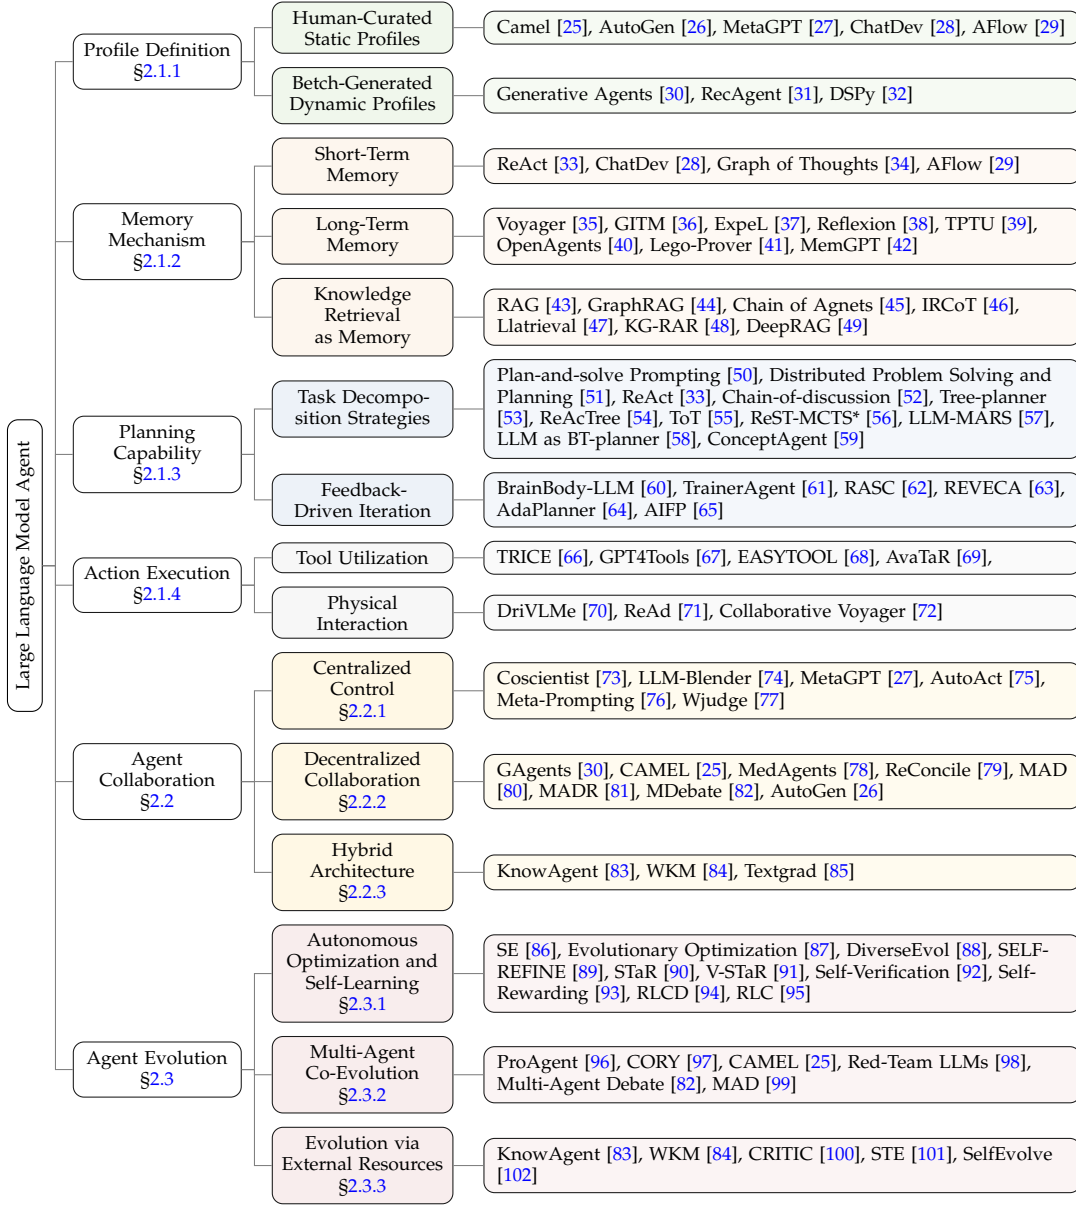 Large Language Model Agent
Profile Definition
§2.1.1
Human-Curated
Static Profiles
Camel [25], AutoGen [26], MetaGPT [27], ChatDev [28], AFlow [29]
Betch-Generated
Dynamic Profiles
Generative Agents [30], RecAgent [31], DSPy [32]
Memory
Mechanism
§2.1.2
Short-Term
Memory
ReAct [33], ChatDev [28], Graph of Thoughts [34], AFlow [29]
Long-Term
Memory
Voyager [35], GITM [36], ExpeL [37], Reflexion [38], TPTU [39],
OpenAgents [40], Lego-Prover [41], MemGPT [42]
Knowledge
Retrieval
as Memory
RAG [43], GraphRAG [44], Chain of Agnets [45], IRCoT [46],
Llatrieval [47], KG-RAR [48], DeepRAG [49]
Planning
Capability
§2.1.3
Task Decompo-
sition Strategies
Plan-and-solve Prompting [50], Distributed Problem Solving and
Planning [51], ReAct [33], Chain-of-discussion [52], Tree-planner
[53], ReAcTree [54], ToT [55], ReST-MCTS* [56], LLM-MARS [57],
LLM as BT-planner [58], ConceptAgent [59]
Feedback-
Driven Iteration
BrainBody-LLM [60], TrainerAgent [61], RASC [62], REVECA [63],
AdaPlanner [64], AIFP [65]
Action Execution
§2.1.4
Tool Utilization
TRICE [66], GPT4Tools [67], EASYTOOL [68], AvaTaR [69],
Physical
Interaction
DriVLMe [70], ReAd [71], Collaborative Voyager [72]
Agent
Collaboration
§2.2
Centralized
Control
§2.2.1
Coscientist [73], LLM-Blender [74], MetaGPT [27], AutoAct [75],
Meta-Prompting [76], Wjudge [77]
Decentralized
Collaboration
§2.2.2
GAgents [30], CAMEL [25], MedAgents [78], ReConcile [79], MAD
[80], MADR [81], MDebate [82], AutoGen [26]
Hybrid
Architecture
§2.2.3
KnowAgent [83], WKM [84], Textgrad [85]
Agent Evolution
§2.3
Autonomous
Optimization and
Self-Learning
§2.3.1
SE [86], Evolutionary Optimization [87], DiverseEvol [88], SELF-
REFINE [89], STaR [90], V-STaR [91], Self-Verification [92], Self-
Rewarding [93], RLCD [94], RLC [95]
Multi-Agent
Co-Evolution
§2.3.2
ProAgent [96], CORY [97], CAMEL [25], Red-Team LLMs [98],
Multi-Agent Debate [82], MAD [99]
Evolution via
External Resources
§2.3.3
KnowAgent [83], WKM [84], CRITIC [100], STE [101], SelfEvolve
[102]